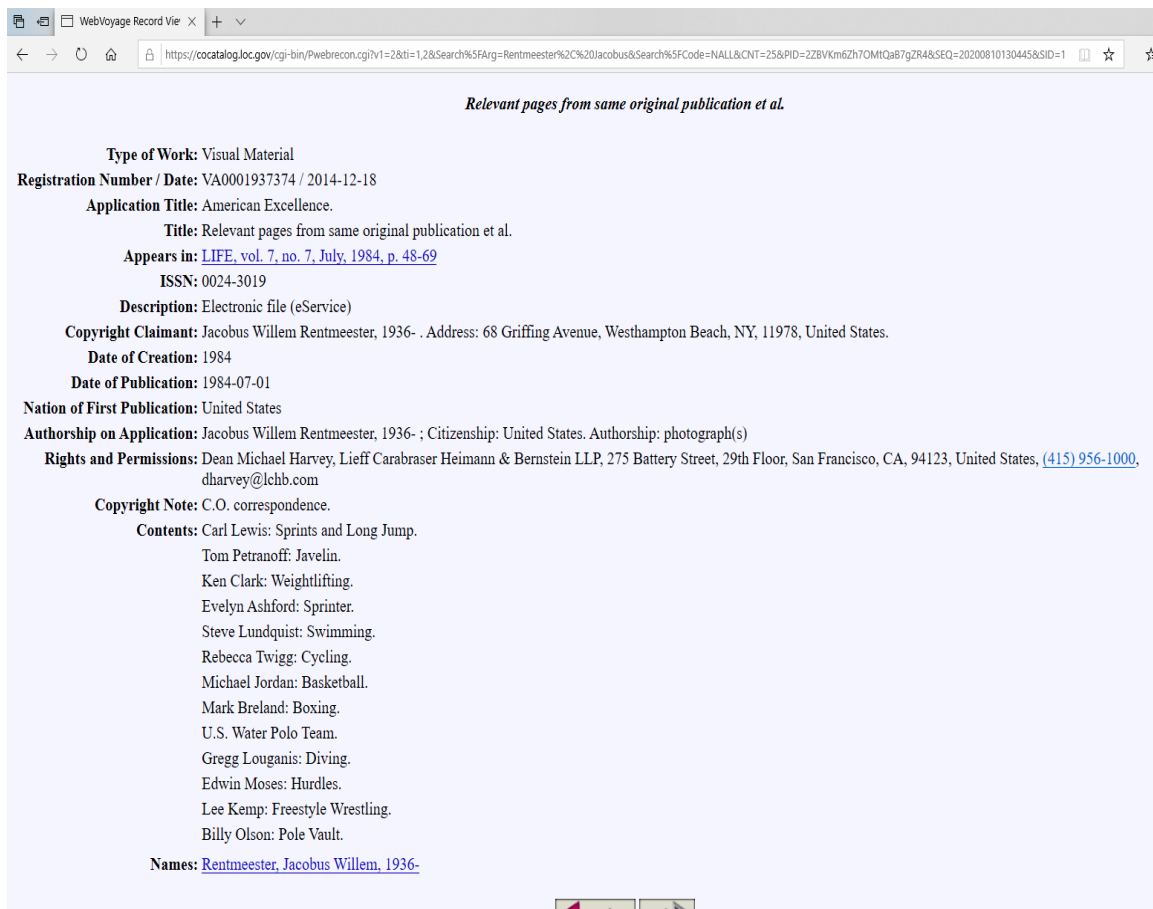 WebVoyage Record Vie
https://cocatalog.loc.gov/cgi-bin/Pwebrecon.cgi?v1=2&ti=1,2&Search%5FArg=Rentmeester%2C%20Jacobus&Search%5FCode=NALL&CNT=25&PID=2ZBVKm6Zh7OMtQaB7gZR4&SEQ=20200810130445&SID=1
Relevant pages from same original publication et al.
Type of Work: Visual Material
Registration Number / Date: VA0001937374 / 2014-12-18
Application Title: American Excellence.
Title: Relevant pages from same original publication et al.
Appears in: LIFE, vol. 7, no. 7, July, 1984, p. 48-69
ISSN: 0024-3019
Description: Electronic file (eService)
Copyright Claimant: Jacobus Willem Rentmeester, 1936- . Address: 68 Griffing Avenue, Westhampton Beach, NY, 11978, United States.
Date of Creation: 1984
Date of Publication: 1984-07-01
Nation of First Publication: United States
Authorship on Application: Jacobus Willem Rentmeester, 1936- ; Citizenship: United States. Authorship: photograph(s)
Rights and Permissions: Dean Michael Harvey, Lieff Carabraser Heimann & Bernstein LLP, 275 Battery Street, 29th Floor, San Francisco, CA, 94123, United States, (415) 956-1000,
dharvey@lchb.com
Copyright Note: C.O. correspondence.
Contents: Carl Lewis: Sprints and Long Jump.
Tom Petranoff: Javelin.
Ken Clark: Weightlifting.
Evelyn Ashford: Sprinter.
Steve Lundquist: Swimming.
Rebecca Twigg: Cycling.
Michael Jordan: Basketball.
Mark Breland: Boxing.
U.S. Water Polo Team.
Gregg Louganis: Diving.
Edwin Moses: Hurdles.
Lee Kemp: Freestyle Wrestling.
Billy Olson: Pole Vault.
Names: Rentmeester, Jacobus Willem, 1936-